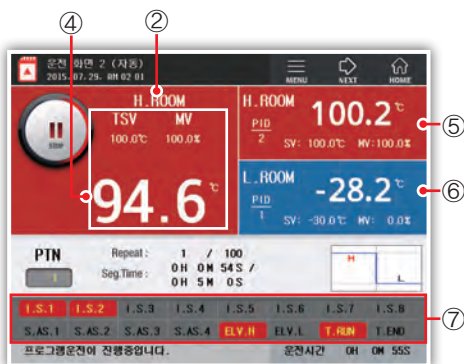 ④ ②
운전 화면 2 (자동)
2015-07-29. AM 02 01
MENU NEXT HOME
H.ROOM
TSV MV
100.0℃ 100.0%
94.6 ℃
STOP
H.ROOM 100.2 ℃
PID
2 SV: 100.0℃ MV:100.0%
⑤
L.ROOM -28.2 ℃
PID
1 SV: -30.0℃ MV: 0.0%
⑥
PTN Repeat : 1 / 100
1 Seg.Time : 0H 0M 54S /
0H 5M 0S
H
L
I.S.1 I.S.2 I.S.3 I.S.4 I.S.5 I.S.6 I.S.7 I.S.8
S.AS.1 S.AS.2 S.AS.3 S.AS.4 ELV.H ELV.L T.RUN T.END
⑦
프로그램운전이 진행중입니다. 운전시간 0H 0M 55S